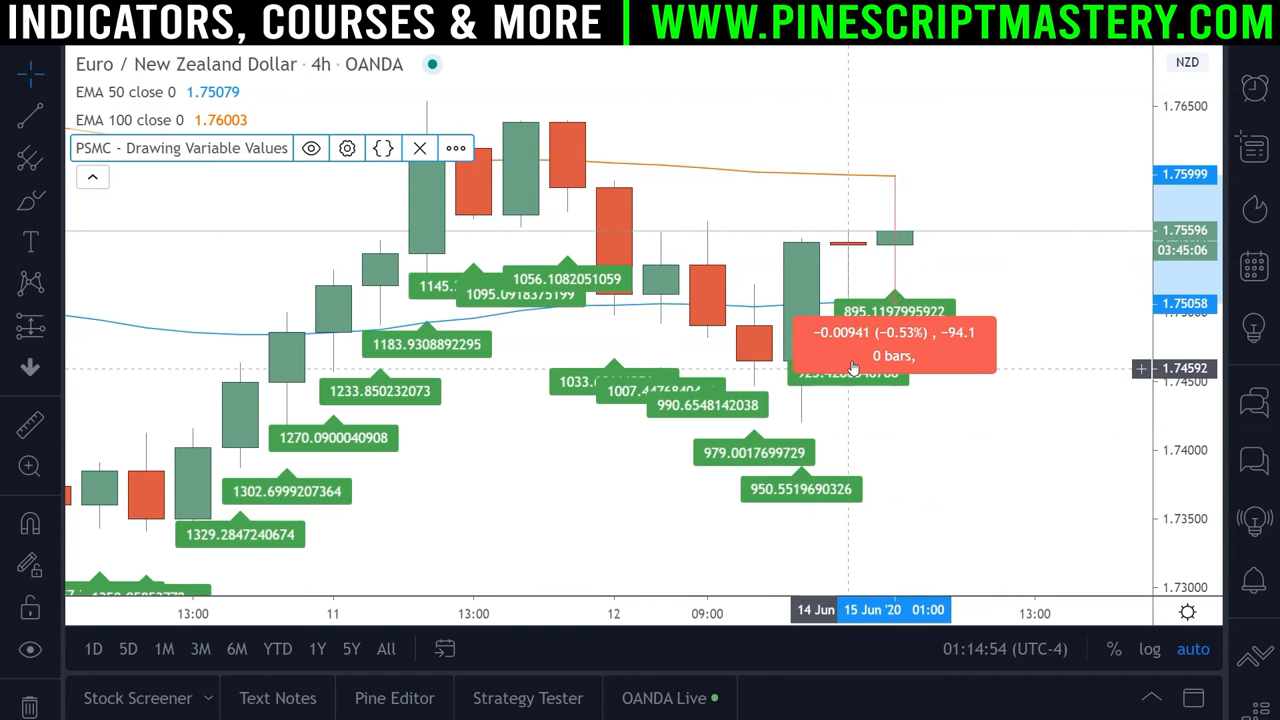 INDICATORS, COURSES & MORE | WWW.PINESCRIPTMASTERY.COM
Euro / New Zealand Dollar · 4h · OANDA
NZD
EMA 50 close 0 1.75079
EMA 100 close 0 1.76003
PSMC - Drawing Variable Values
1.76500
1.75999
1.75596
03:45:06
1.75058
1.74592
1.74500
1.74000
1.73500
1.73000
1056.1082051059
1095.0918375199
895.1197995922
-0.00941 (-0.53%) , -94.1
0 bars,
1183.9308892295
1233.850232073
990.6548142038
1270.0900040908
979.0017699729
1302.6999207364
950.5519690326
1329.2847240674
13:00
11
13:00
12
09:00
14 Jun
15 Jun '20 01:00
13:00
1D 5D 1M 3M 6M YTD 1Y 5Y All
01:14:54 (UTC-4) % log auto
Stock Screener Text Notes Pine Editor Strategy Tester OANDA Live